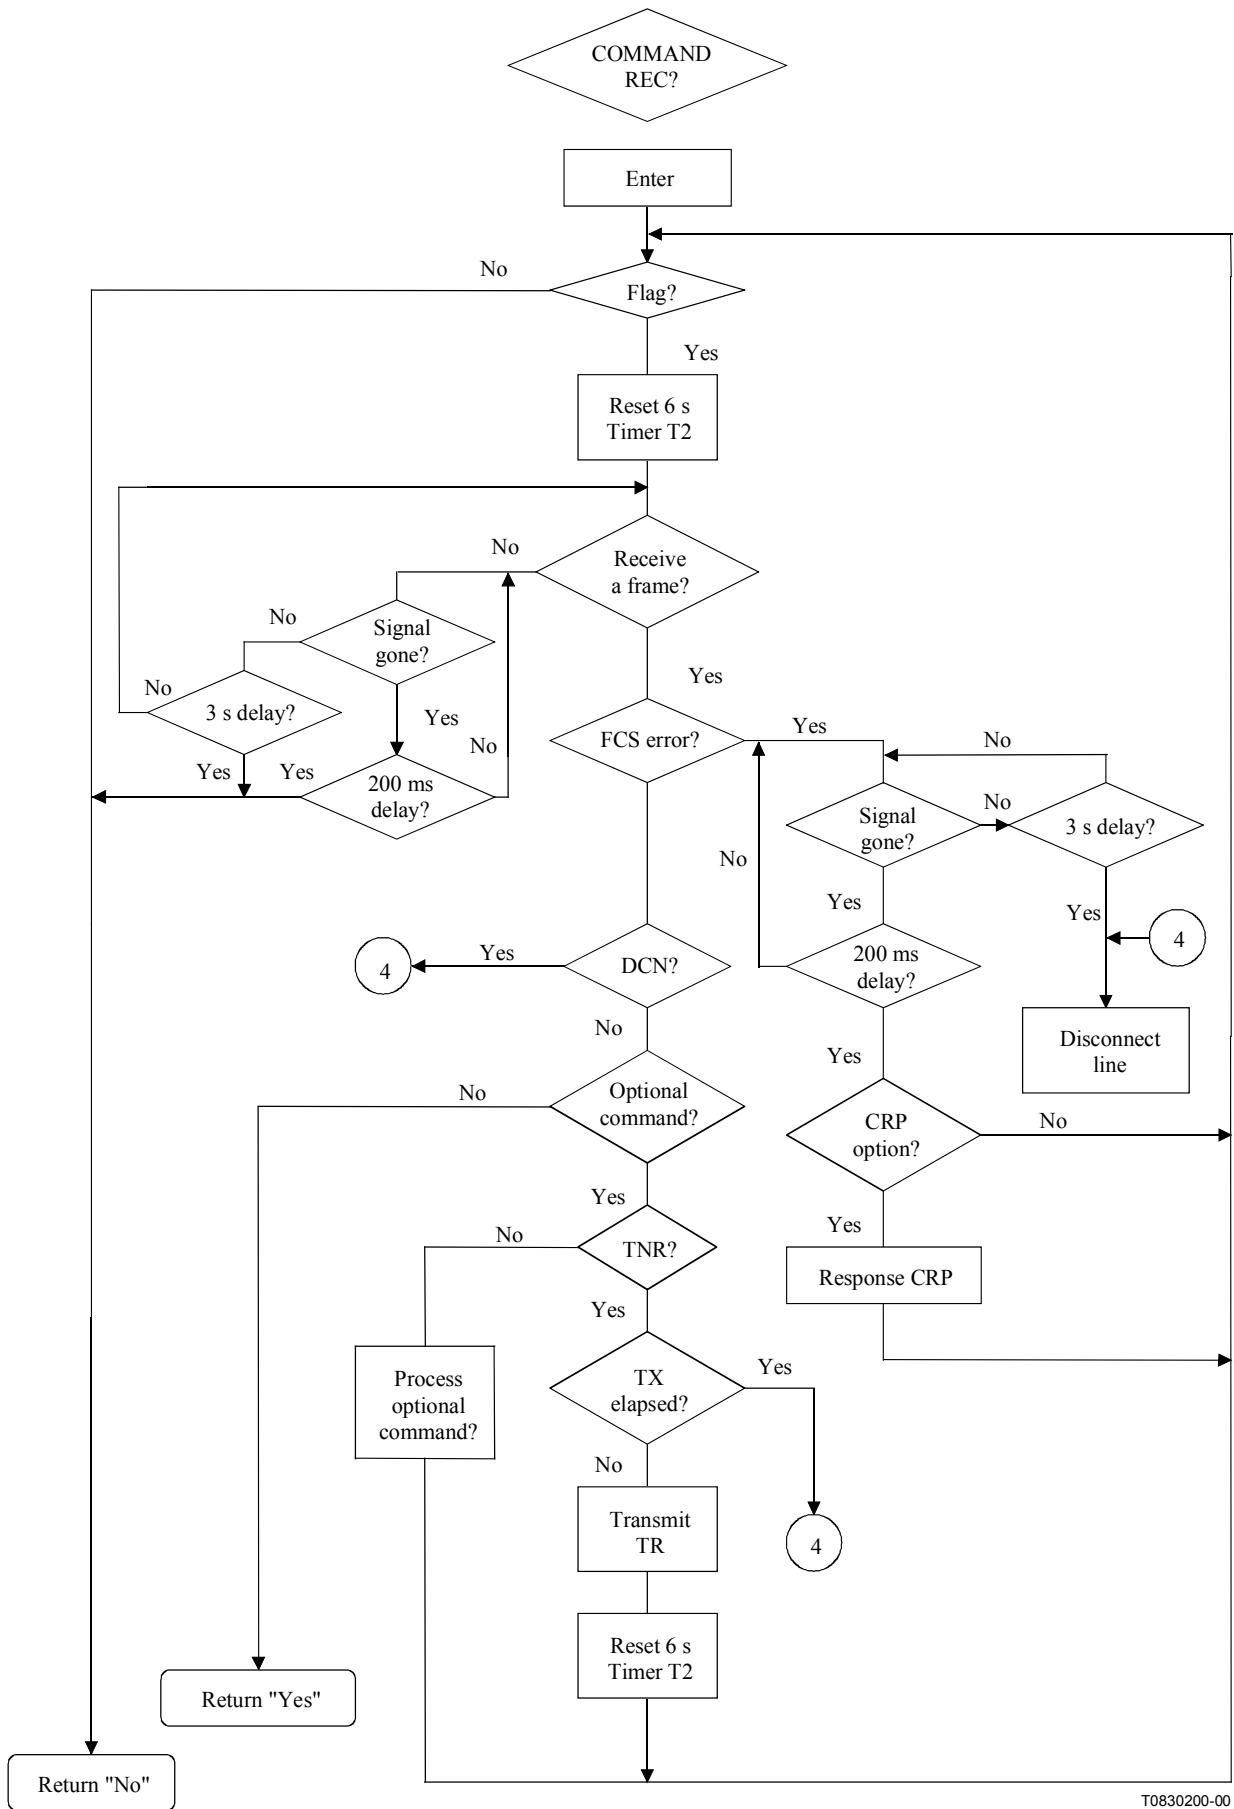 COMMAND
REC?
Enter
No
Flag?
Yes
Reset 6 s
Timer T2
No
Receive
a frame?
No
Signal
gone?
No
3 s delay?
Yes
No
Yes
Yes
200 ms
delay?
Yes
FCS error?
Yes
No
Signal
gone?
No
3 s delay?
No
Yes
Yes
4
200 ms
delay?
Disconnect
line
4
Yes
DCN?
No
Yes
No
Optional
command?
CRP
option?
No
Yes
No
TNR?
Yes
Response CRP
Yes
Process
optional
command?
TX
elapsed?
Yes
No
Transmit
TR
4
Reset 6 s
Timer T2
Return "Yes"
Return "No"
T0830200-00